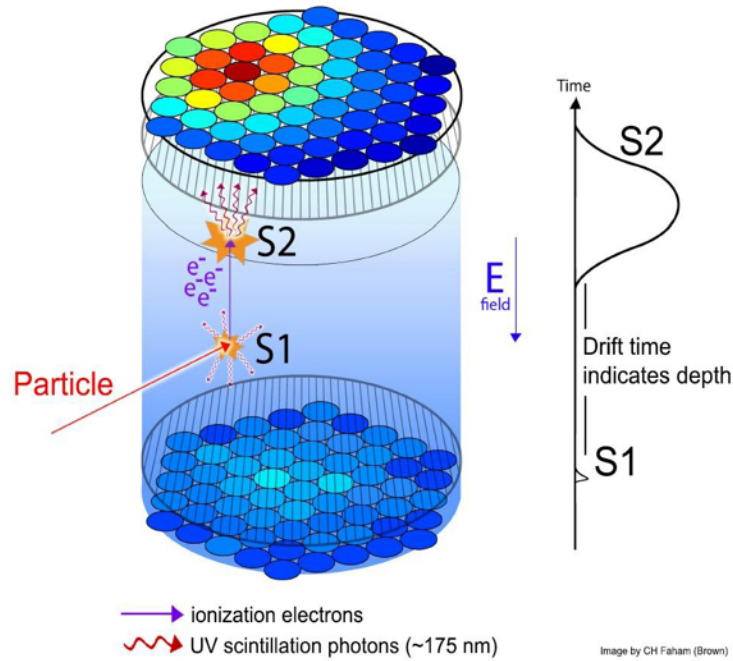 Time
S2
S2
e-
e- e-
e-
E
field
S1
Drift time
indicates depth
Particle
S1
ionization electrons
UV scintillation photons (~175 nm)
Image by CH Faham (Brown)